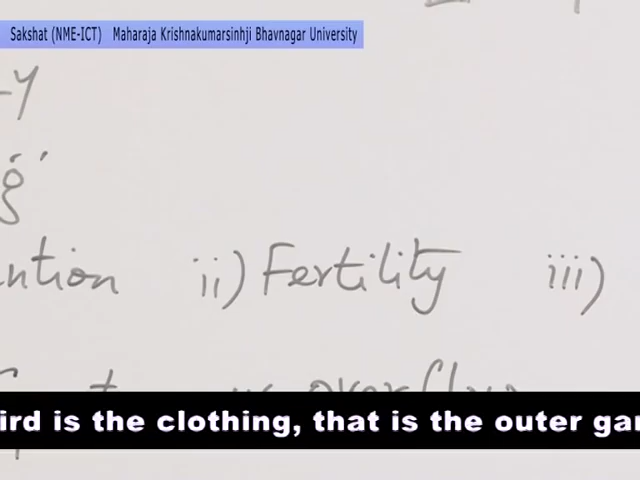 Sakshat (NME-ICT) Maharaja Krishnakumarsinhji Bhavnagar University
-y
g'
ntion ii) Fertility iii)
overflow
ird is the clothing, that is the outer gar